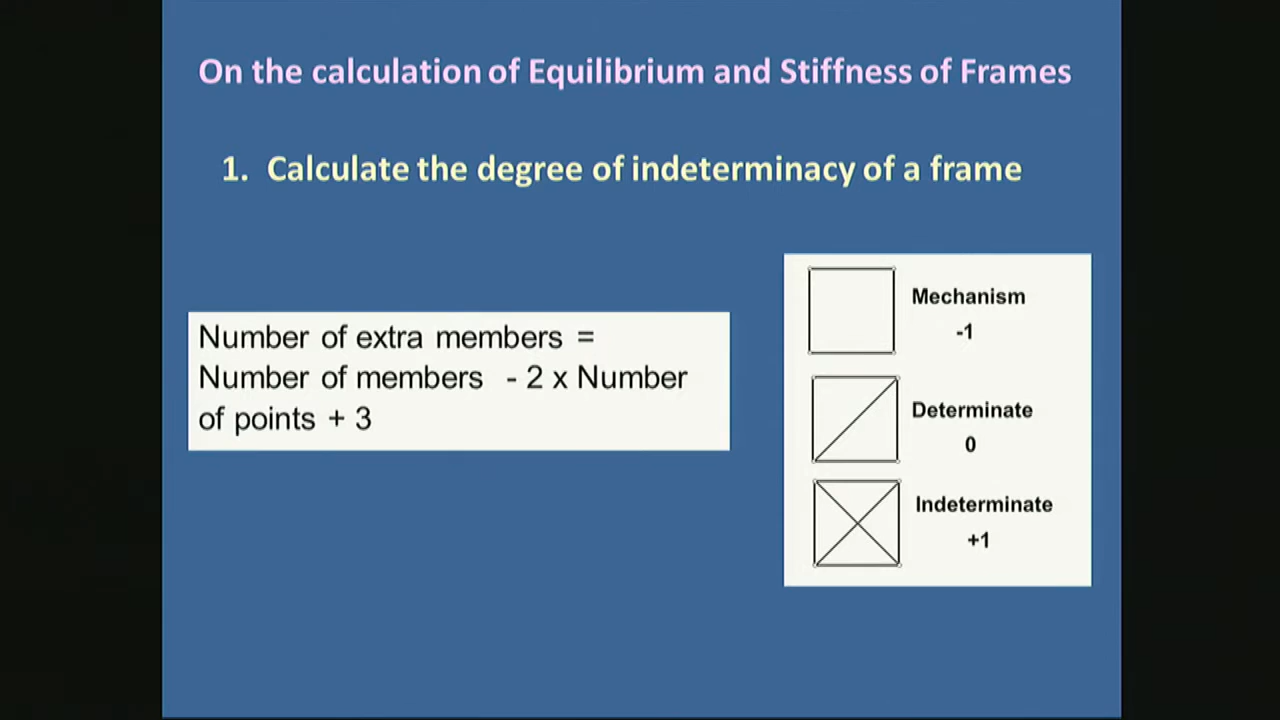 On the calculation of Equilibrium and Stiffness of Frames
1. Calculate the degree of indeterminacy of a frame
Number of extra members =
Number of members - 2 x Number
of points + 3
Mechanism
-1
Determinate
0
Indeterminate
+1